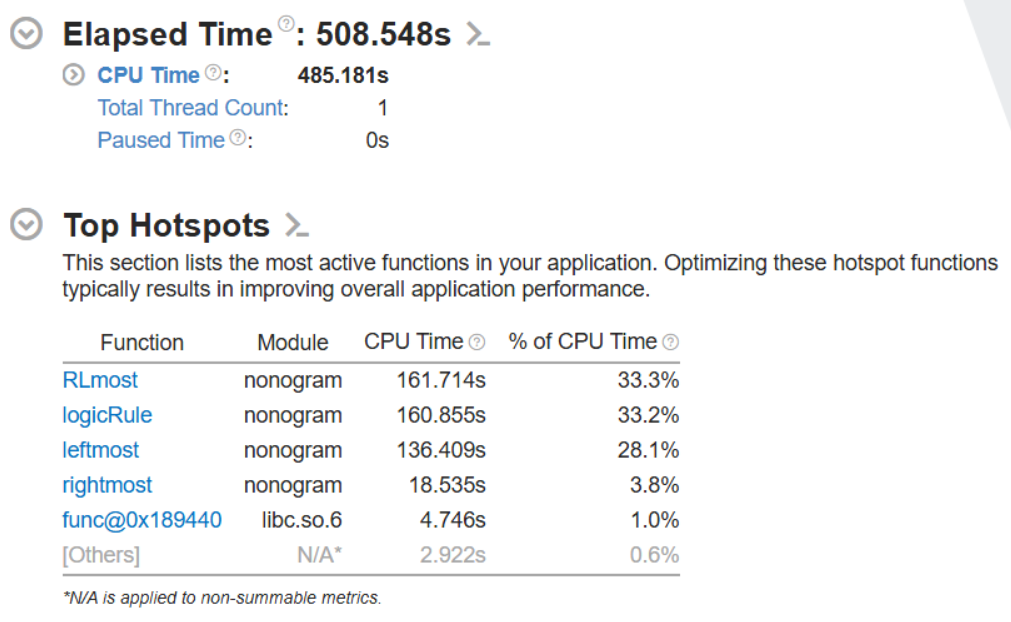 Elapsed Time ?: 508.548s
CPU Time ?: 485.181s
Total Thread Count: 1
Paused Time ?: 0s
Top Hotspots
This section lists the most active functions in your application. Optimizing these hotspot functions
typically results in improving overall application performance.
Function Module CPU Time ? % of CPU Time ?
RLmost nonogram 161.714s 33.3%
logicRule nonogram 160.855s 33.2%
leftmost nonogram 136.409s 28.1%
rightmost nonogram 18.535s 3.8%
func@0x189440 libc.so.6 4.746s 1.0%
[Others] N/A* 2.922s 0.6%
*N/A is applied to non-summable metrics.